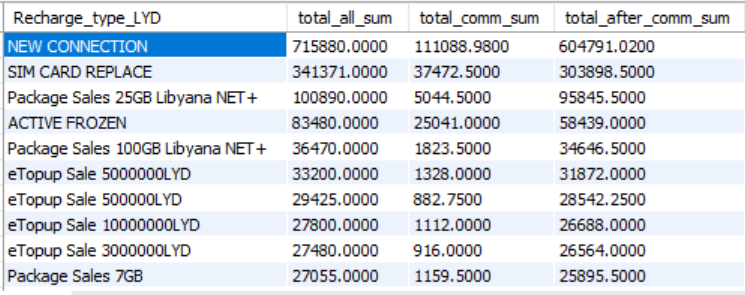 Recharge_type_LYD total_all_sum total_comm_sum total_after_comm_sum
NEW CONNECTION 715880.0000 111088.9800 604791.0200
SIM CARD REPLACE 341371.0000 37472.5000 303898.5000
Package Sales 25GB Libyana NET+ 100890.0000 5044.5000 95845.5000
ACTIVE FROZEN 83480.0000 25041.0000 58439.0000
Package Sales 100GB Libyana NET+ 36470.0000 1823.5000 34646.5000
eTopup Sale 5000000LYD 33200.0000 1328.0000 31872.0000
eTopup Sale 500000LYD 29425.0000 882.7500 28542.2500
eTopup Sale 10000000LYD 27800.0000 1112.0000 26688.0000
eTopup Sale 3000000LYD 27480.0000 916.0000 26564.0000
Package Sales 7GB 27055.0000 1159.5000 25895.5000